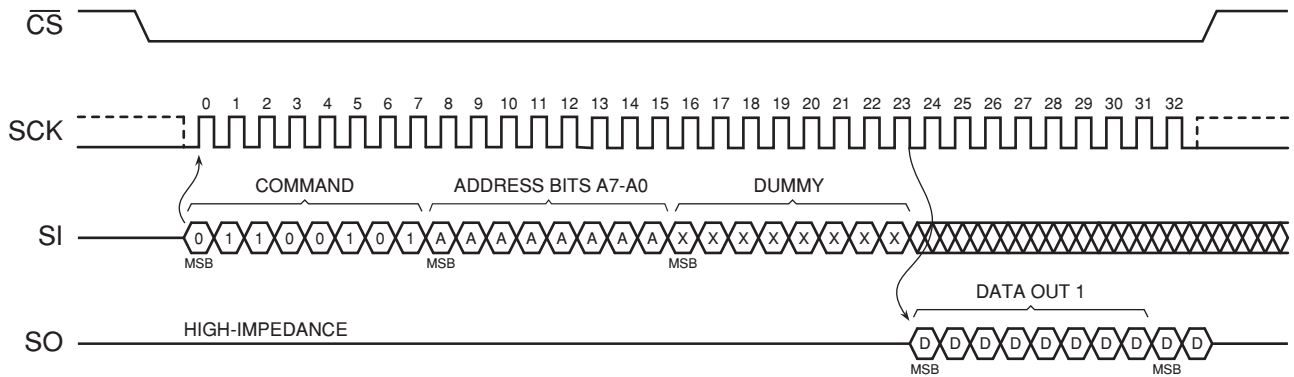 CS
SCK
0 1 2 3 4 5 6 7 8 9 10 11 12 13 14 15 16 17 18 19 20 21 22 23 24 25 26 27 28 29 30 31 32
COMMAND ADDRESS BITS A7-A0 DUMMY
SI
0 1 1 0 0 1 0 1 A A A A A A A A X X X X X X X X
MSB MSB MSB
DATA OUT 1
HIGH-IMPEDANCE
SO
D D D D D D D D D D
MSB MSB